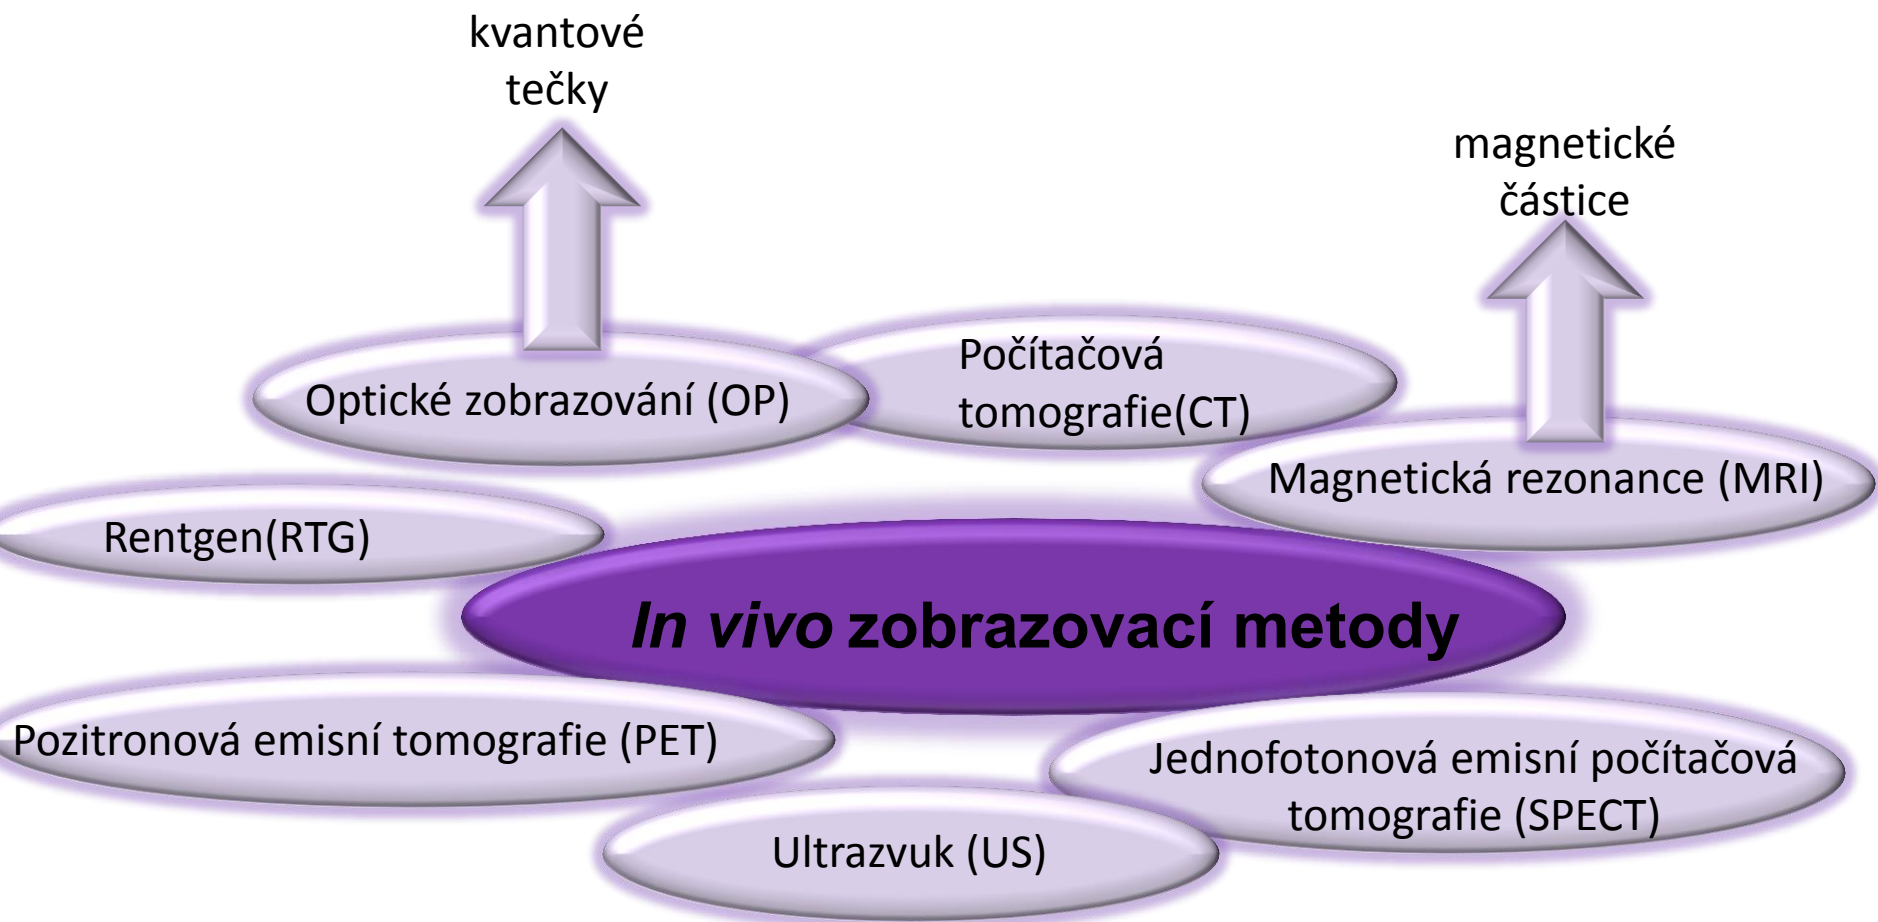 kvantové
tečky
magnetické
částice
Optické zobrazování (OP)
Počítačová
tomografie(CT)
Magnetická rezonance (MRI)
Rentgen(RTG)
In vivo zobrazovací metody
Pozitronová emisní tomografie (PET)
Jednofotonová emisní počítačová
tomografie (SPECT)
Ultrazvuk (US)